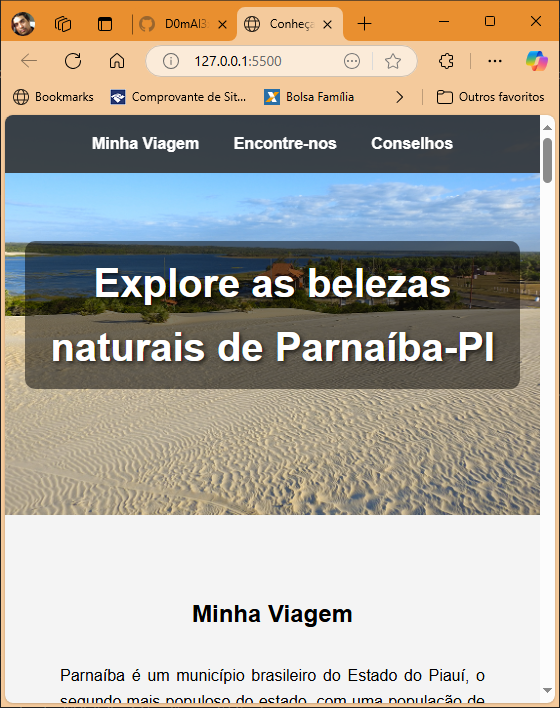 D0mAl3
Conheça
127.0.0.1:5500
Bookmarks
Comprovante de Sit...
Bolsa Família
Outros favoritos
Minha Viagem
Encontre-nos
Conselhos
Explore as belezas
naturais de Parnaíba-PI
Minha Viagem
Parnaíba é um município brasileiro do Estado do Piauí, o
segundo mais populoso do estado, com uma população de